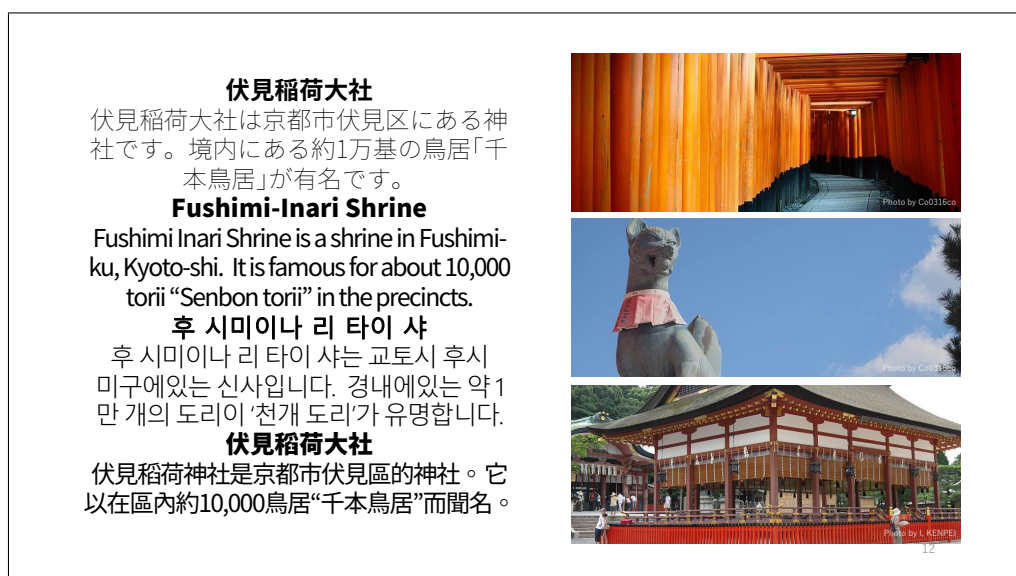 伏見稲荷大社
伏見稲荷大社は京都市伏見区にある神
社です。境内にある約1万基の鳥居｢千
本鳥居｣が有名です。
Fushimi-Inari Shrine
Fushimi Inari Shrine is a shrine in Fushimi-
ku, Kyoto-shi. It is famous for about 10,000
torii “Senbon torii” in the precincts.
후 시미이나 리 타이 샤
후 시미이나 리 타이 샤는 교토시 후시
미구에있는 신사입니다. 경내에있는 약 1
만 개의 도리이 ‘천개 도리’가 유명합니다.
伏見稻荷大社
伏見稻荷神社是京都市伏見區的神社。它
以在區內約10,000鳥居“千本鳥居”而聞名。
Photo by Co0316co
Photo by Co0316co
Photo by I, KENPEI
12